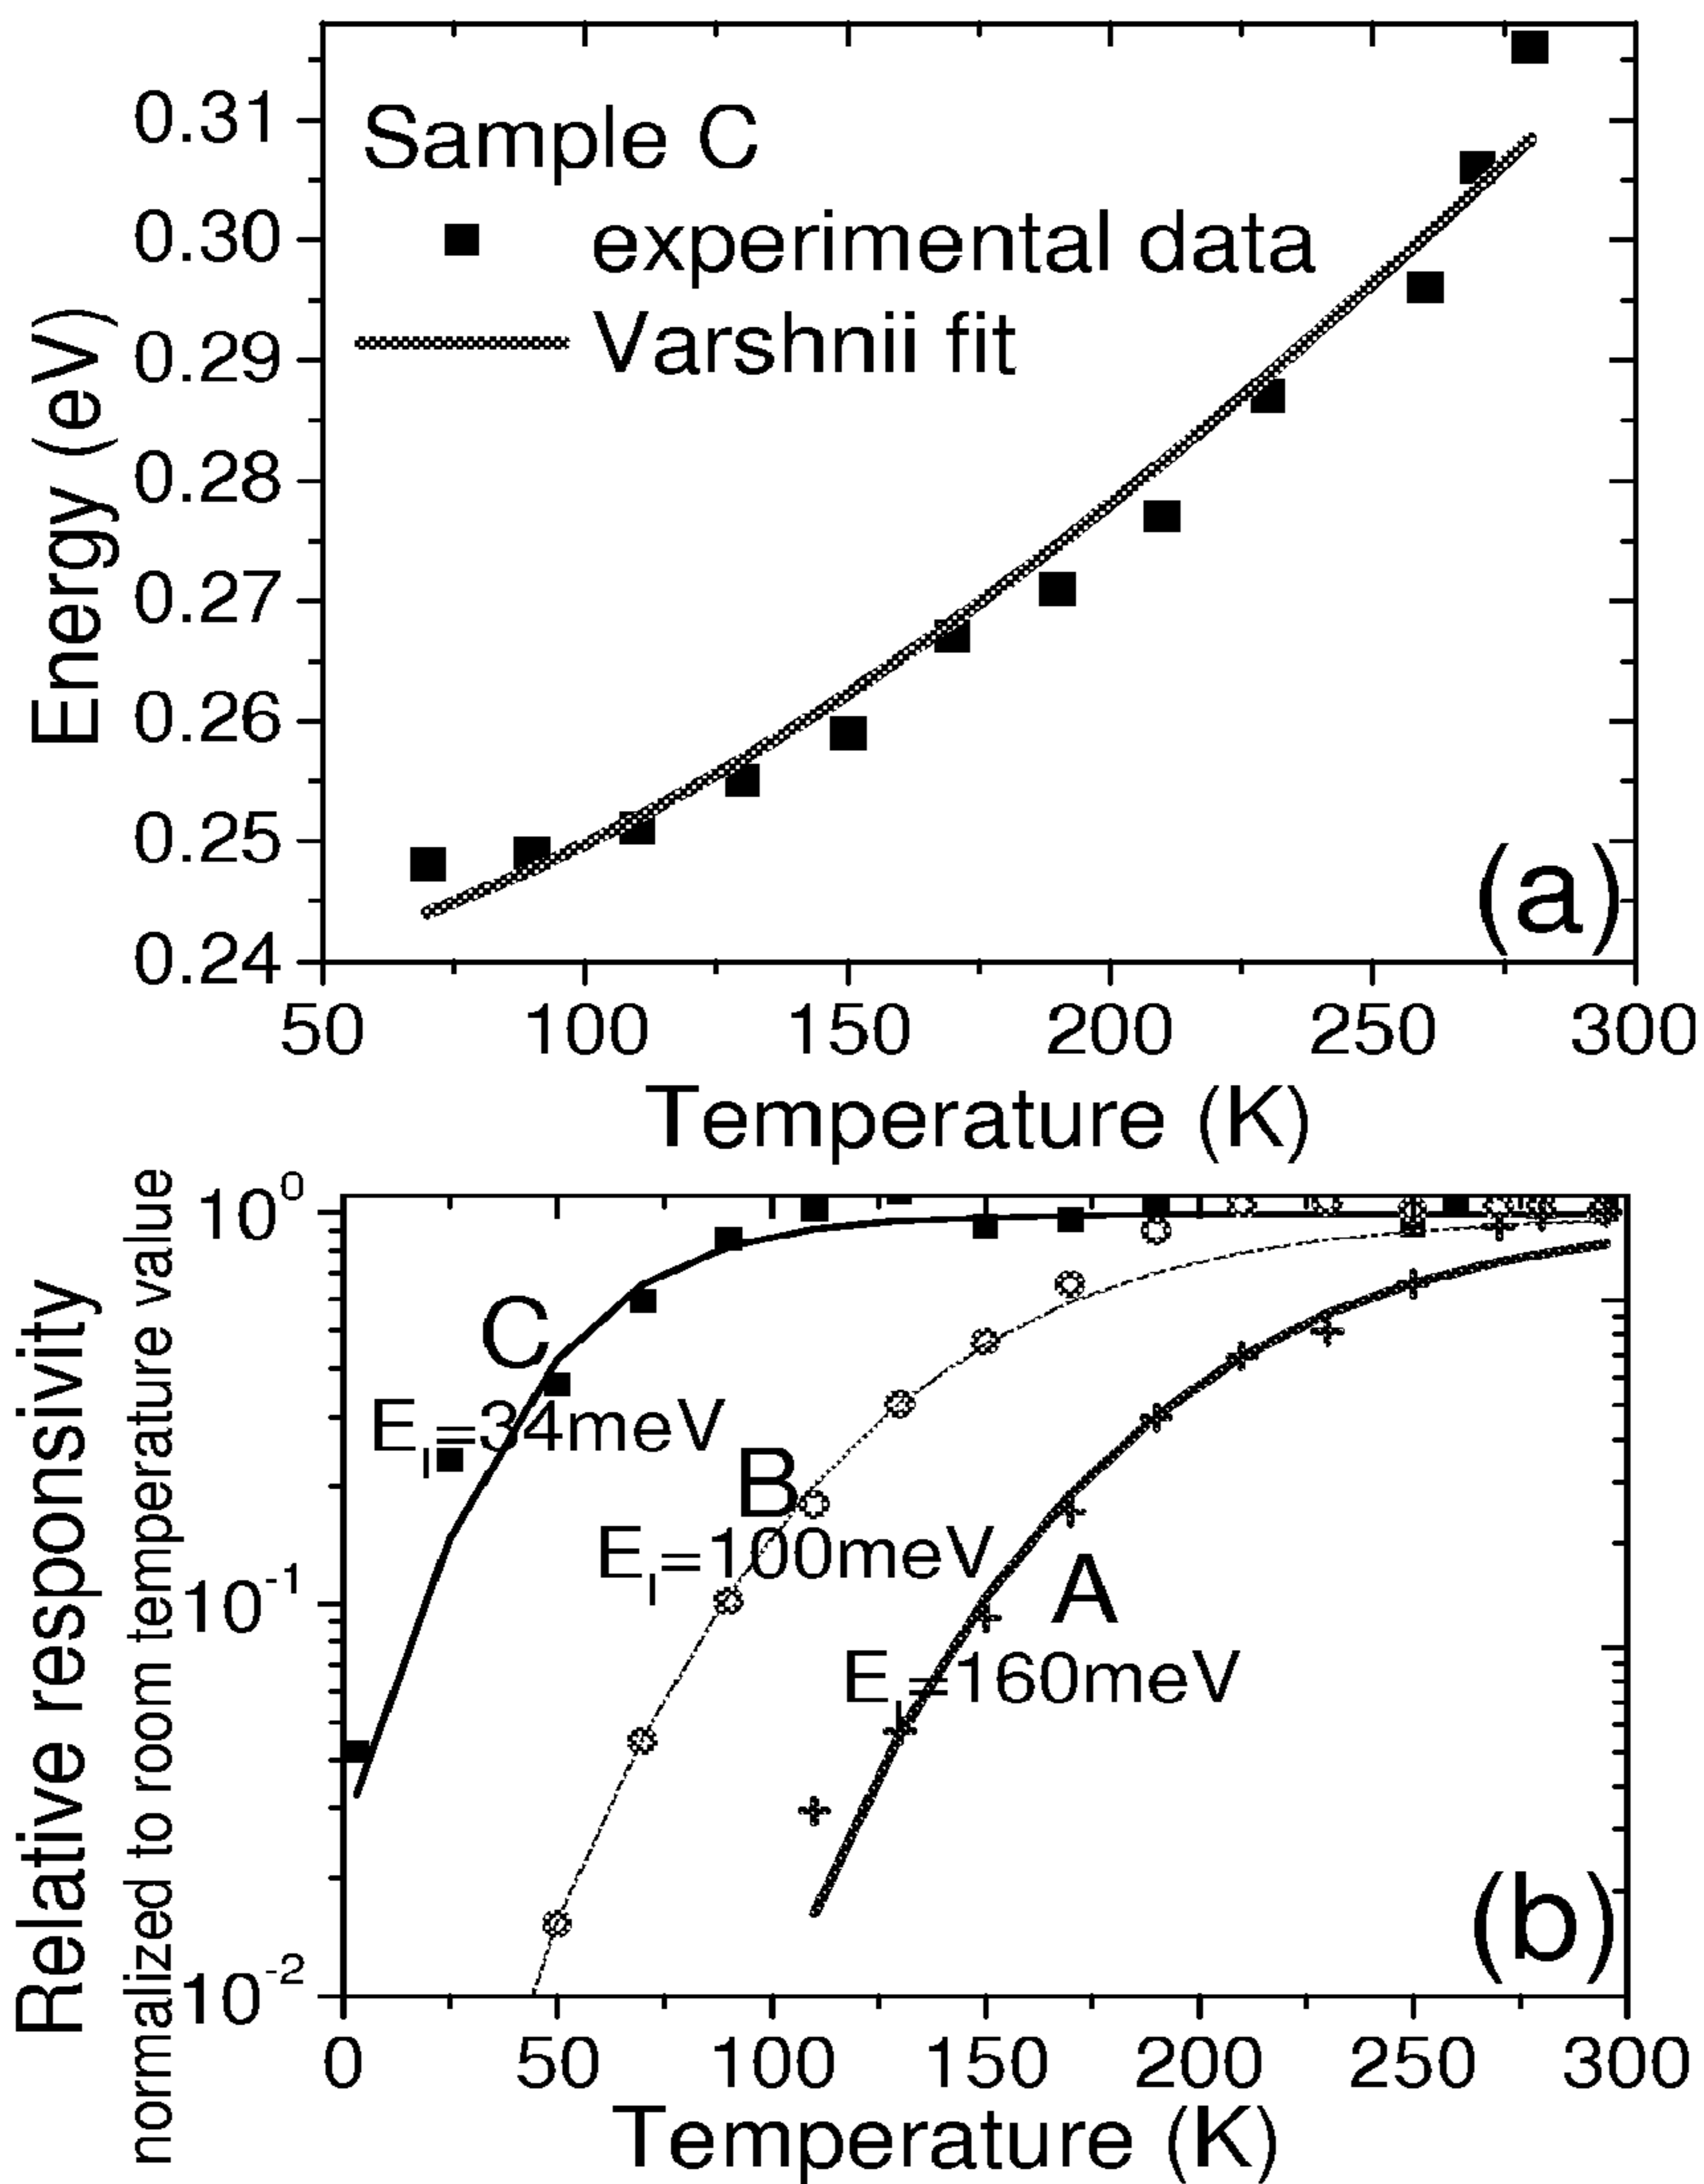 0.31
0.30
0.29
0.28
0.27
0.26
0.25
0.24
Energy (eV)
Sample C
experimental data
Varshnii fit
(a)
50 100 150 200 250 300
Temperature (K)
Relative responsivity
normalized to room temperature value
10^0
10^-1
10^-2
C
E_I=34meV
B
E_I=100meV
A
E_I=160meV
(b)
0 50 100 150 200 250 300
Temperature (K)